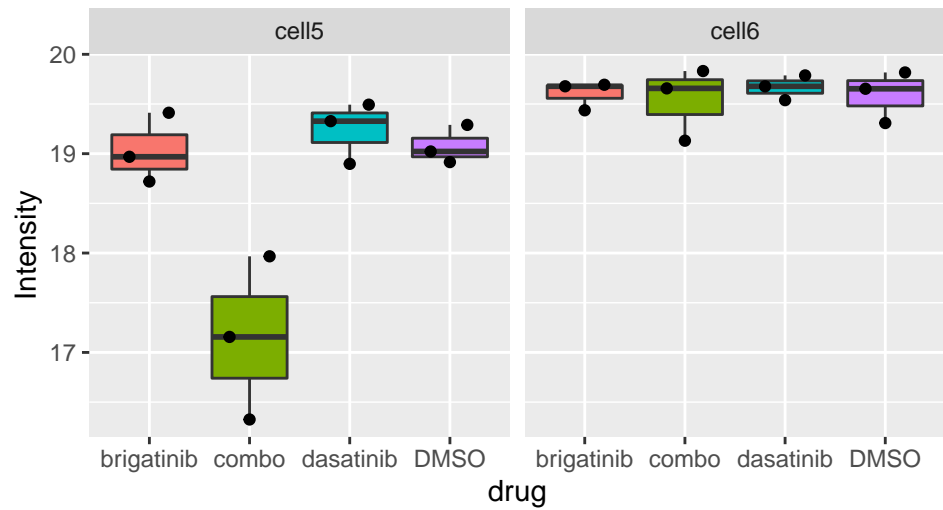 cell5 cell6
20
19
18
17
Intensity
brigatinib combo dasatinib DMSO brigatinib combo dasatinib DMSO
drug